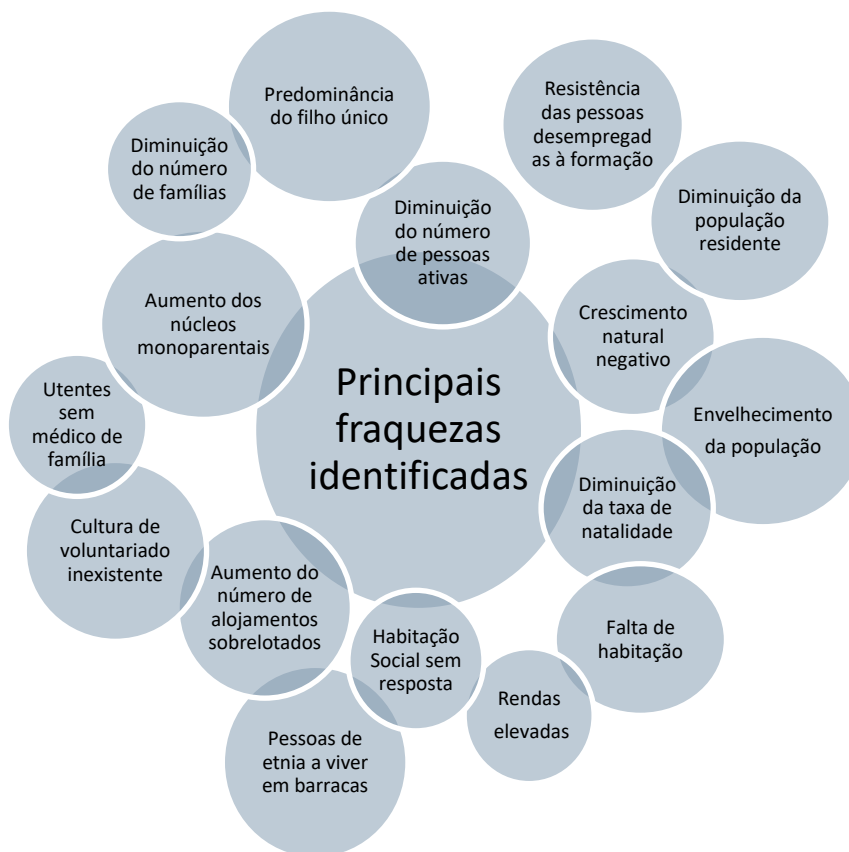 Predominância
do filho único
Resistência
das pessoas
desempregad
as à formação
Diminuição
do número
de famílias
Diminuição
do número
de pessoas
ativas
Diminuição da
população
residente
Aumento dos
núcleos
monoparentais
Crescimento
natural
negativo
Principais
fraquezas
identificadas
Utentes
sem
médico de
família
Envelhecimento
da população
Diminuição
da taxa de
natalidade
Cultura de
voluntariado
inexistente
Aumento do
número de
alojamentos
sobrelotados
Habitação
Social sem
resposta
Falta de
habitação
Rendas
elevadas
Pessoas de
etnia a viver
em barracas